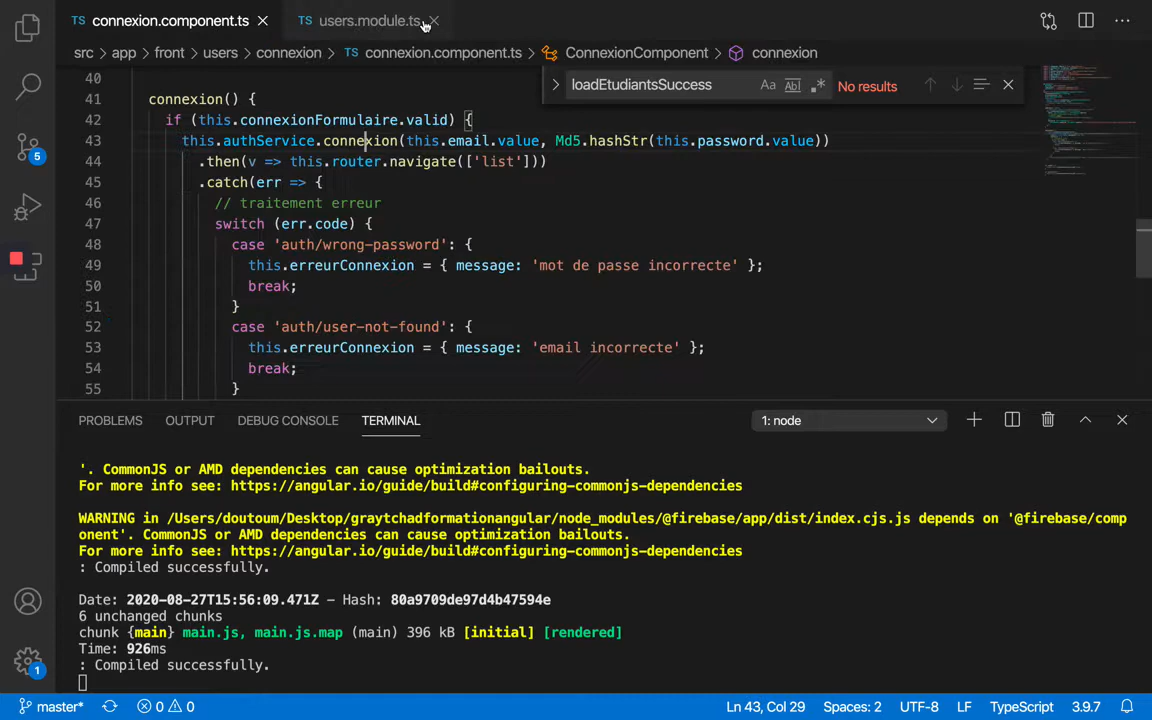 TS connexion.component.ts
TS users.module.ts
src > app > front > users > connexion > TS connexion.component.ts > ConnexionComponent > connexion
loadEtudiantsSuccess Aa Abl .* No results
40
41 connexion() {
42 if (this.connexionFormulaire.valid) {
43 this.authService.connexion(this.email.value, Md5.hashStr(this.password.value))
44 .then(v => this.router.navigate(['list']))
45 .catch(err => {
46 // traitement erreur
47 switch (err.code) {
48 case 'auth/wrong-password': {
49 this.erreurConnexion = { message: 'mot de passe incorrecte' };
50 break;
51 }
52 case 'auth/user-not-found': {
53 this.erreurConnexion = { message: 'email incorrecte' };
54 break;
55 }
5
1
PROBLEMS OUTPUT DEBUG CONSOLE TERMINAL 1: node
'. CommonJS or AMD dependencies can cause optimization bailouts.
For more info see: https://angular.io/guide/build#configuring-commonjs-dependencies
WARNING in /Users/doutoum/Desktop/graytchadformationangular/node_modules/@firebase/app/dist/index.cjs.js depends on '@firebase/comp
onent'. CommonJS or AMD dependencies can cause optimization bailouts.
For more info see: https://angular.io/guide/build#configuring-commonjs-dependencies
: Compiled successfully.
Date: 2020-08-27T15:56:09.471Z - Hash: 80a9709de97d4b47594e
6 unchanged chunks
chunk {main} main.js, main.js.map (main) 396 kB [initial] [rendered]
Time: 926ms
: Compiled successfully.
master* 0 0 Ln 43, Col 29 Spaces: 2 UTF-8 LF TypeScript 3.9.7